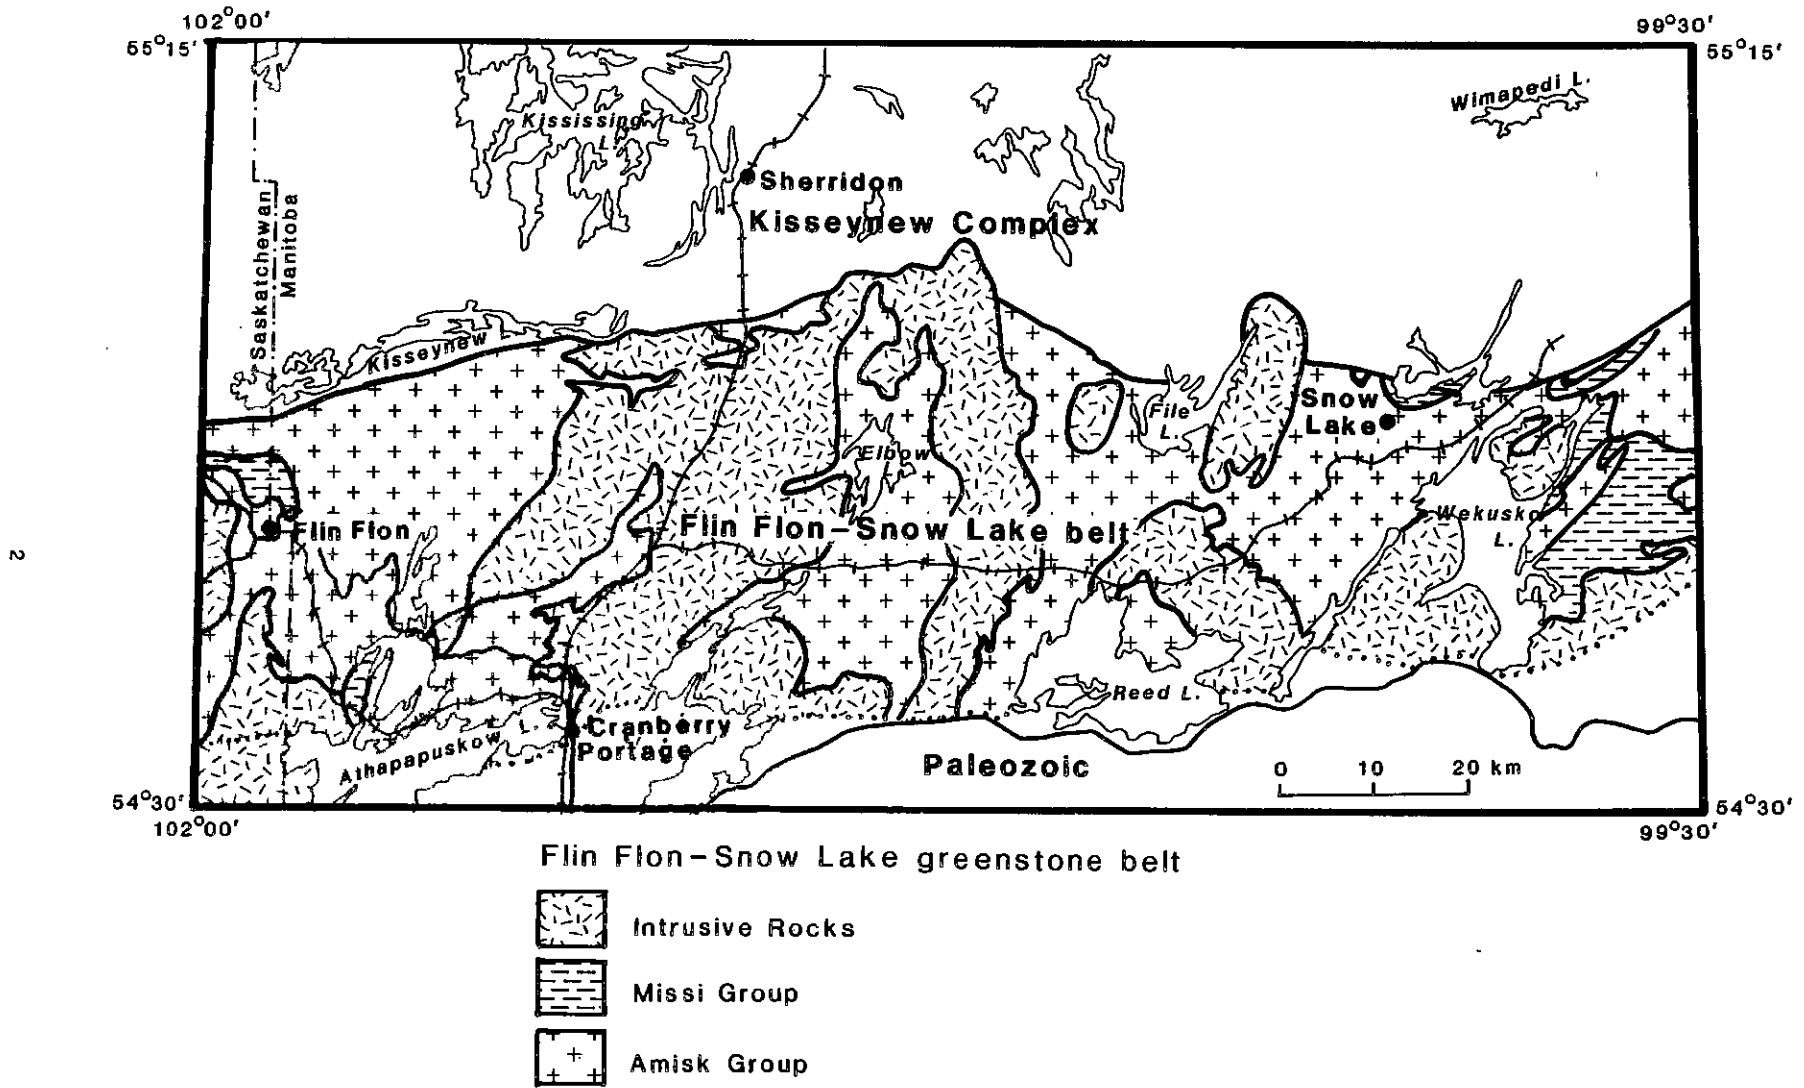 102°00'
99°30'
55°15'
55°15'
Wimapedi L.
Kississing
L.
Sherridon
Kisseynew Complex
Saskatchewan
Manitoba
Kisseynew
File
L.
Snow
Lake
Elbow
Flin Flon
Flin Flon–Snow Lake belt
Wekusko
L.
2
Reed L.
Cranberry
Portage
Athapapuskow L.
Paleozoic
0 10 20 km
54°30'
54°30'
102°00'
99°30'
Flin Flon–Snow Lake greenstone belt
Intrusive Rocks
Missi Group
Amisk Group